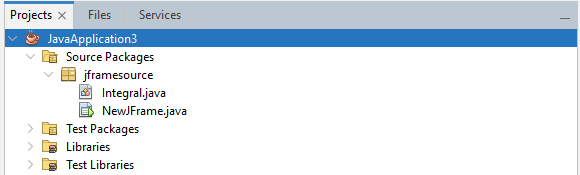 Projects Files Services
JavaApplication3
Source Packages
jframesource
Integral.java
NewJFrame.java
Test Packages
Libraries
Test Libraries